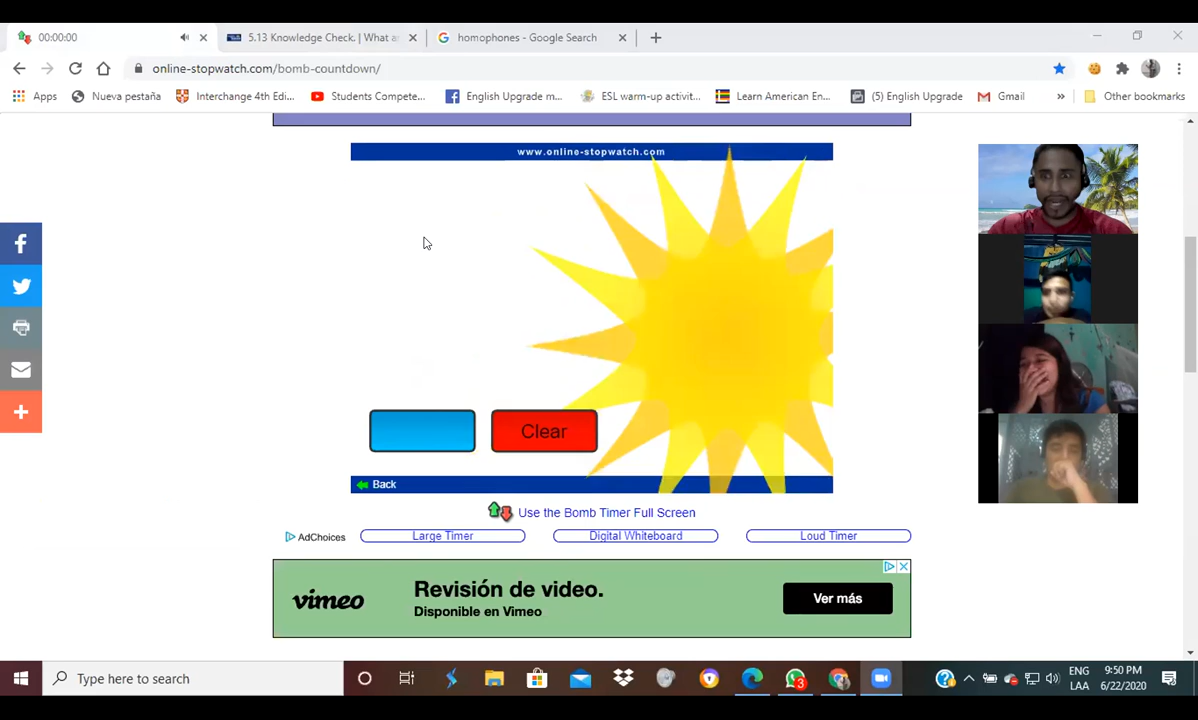 00:00:00
5.13 Knowledge Check. | What a
homophones - Google Search
online-stopwatch.com/bomb-countdown/
Apps
Nueva pestaña
Interchange 4th Edi...
Students Compete...
English Upgrade m...
ESL warm-up activit...
Learn American En...
(5) English Upgrade
Gmail
»
Other bookmarks
www.online-stopwatch.com
Clear
Back
Use the Bomb Timer Full Screen
AdChoices
Large Timer
Digital Whiteboard
Loud Timer
vimeo
Revisión de video.
Disponible en Vimeo
Ver más
Type here to search
3
ENG
LAA
9:50 PM
6/22/2020